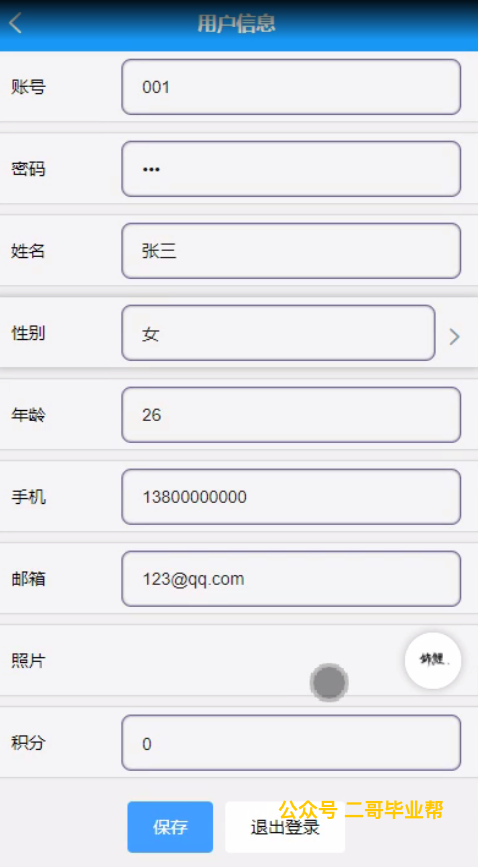 用户信息
账号 001
密码 •••
姓名 张三
性别 女
年龄 26
手机 13800000000
邮箱 123@qq.com
照片
积分 0
公众号 二哥毕业帮
保存 退出登录